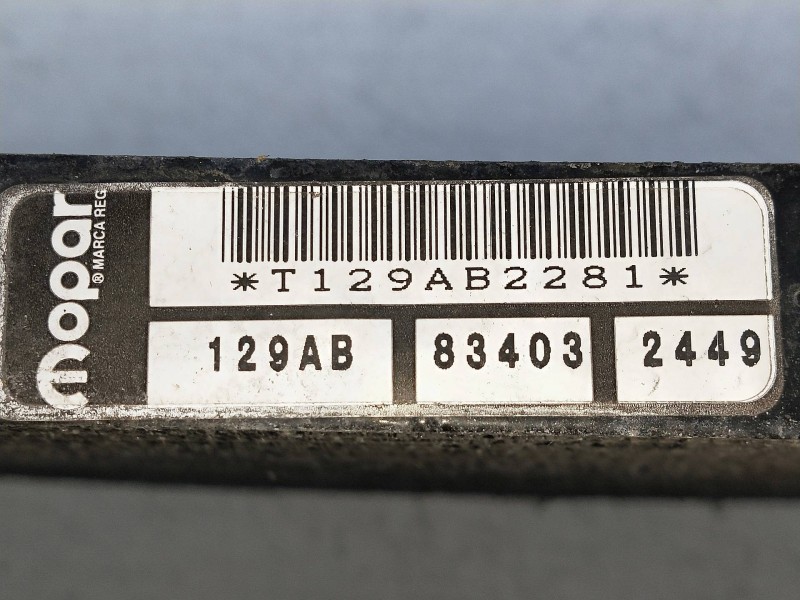 mopar
® MARCA REG
*T129AB2281*
129AB 83403 2449